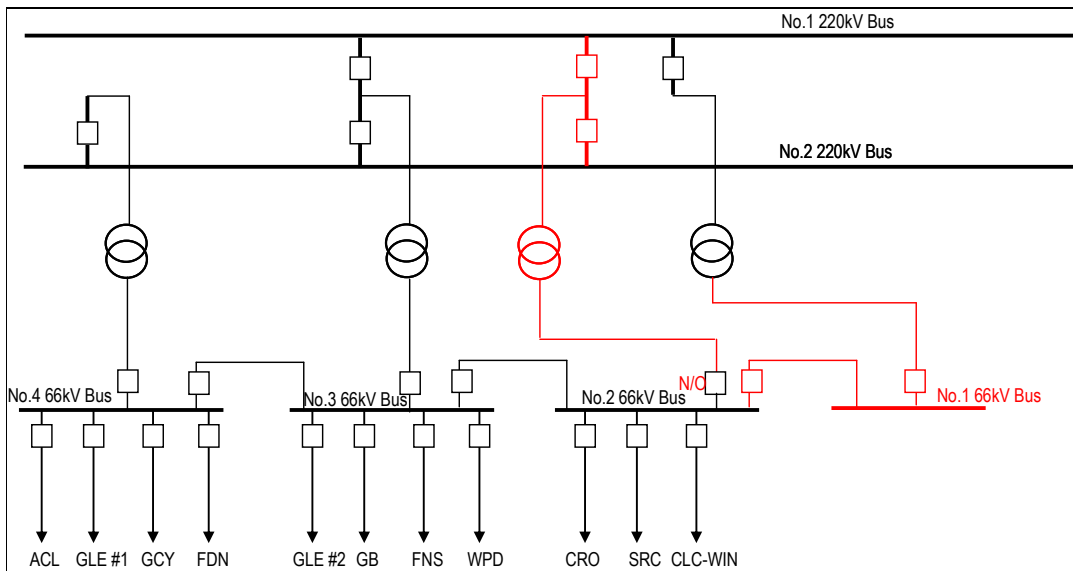 No.1 220kV Bus
No.2 220kV Bus
N/O
No.4 66kV Bus
No.3 66kV Bus
No.2 66kV Bus
No.1 66kV Bus
ACL
GLE #1
GCY
FDN
GLE #2
GB
FNS
WPD
CRO
SRC
CLC-WIN